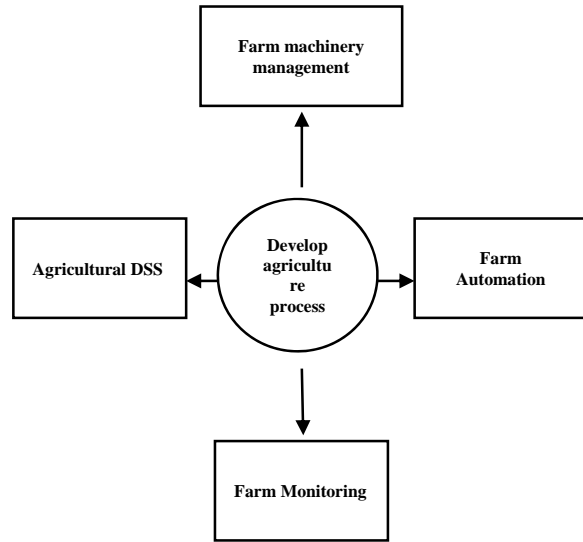 Farm machinery
management
Agricultural DSS
Develop
agricultu
re
process
Farm
Automation
Farm Monitoring